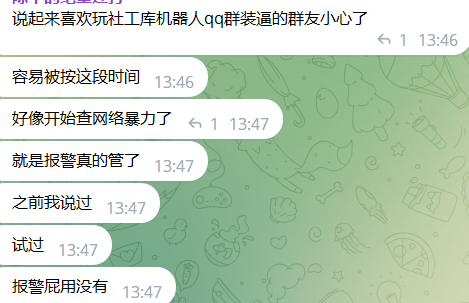 说起来喜欢玩社工库机器人qq群装逼的群友小心了
1 13:46
容易被按这段时间 13:46
好像开始查网络暴力了 1 13:47
就是报警真的管了 13:47
之前我说过 13:47
试过 13:47
报警屁用没有 13:47